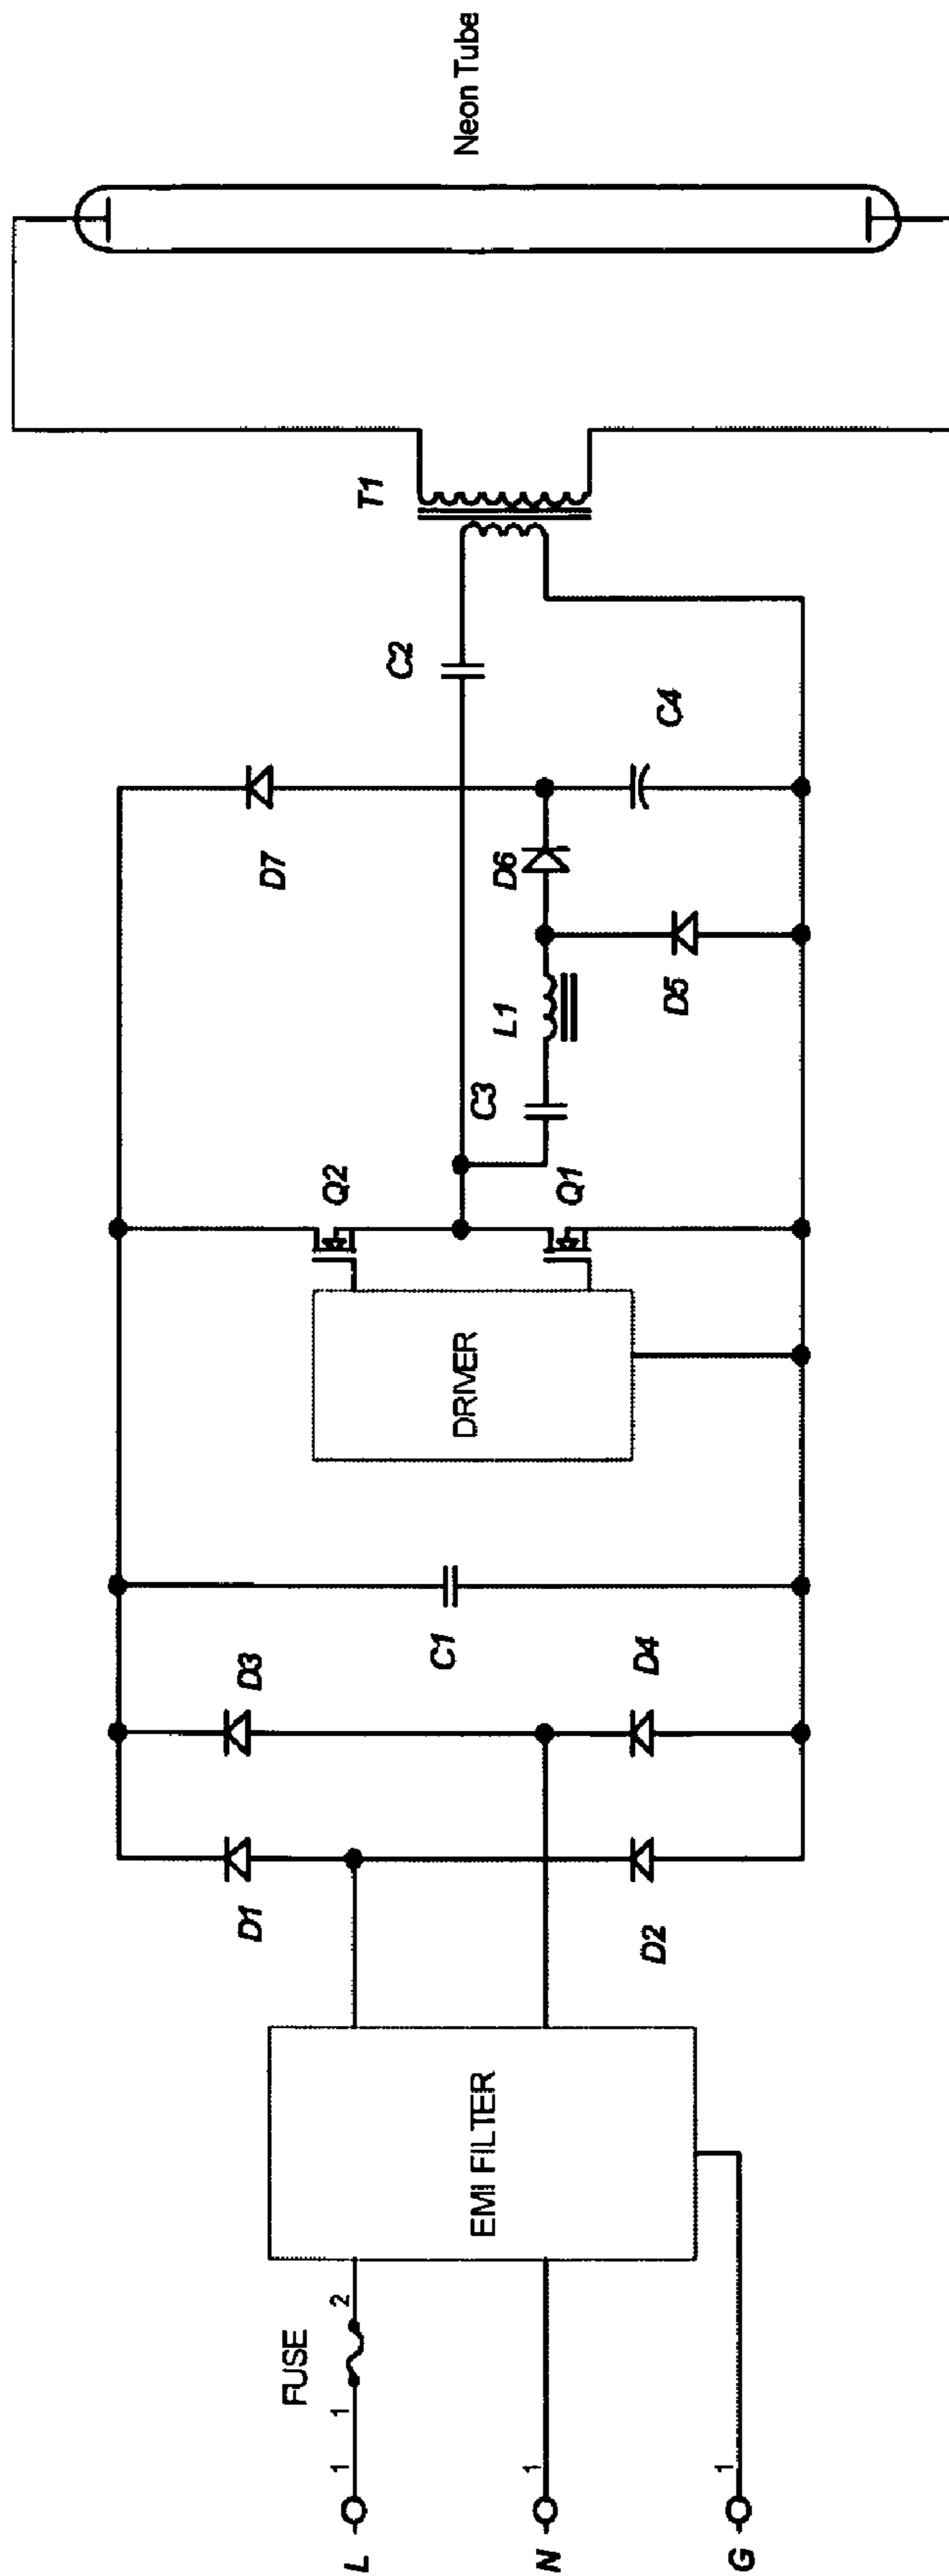 L
N
G
1
1
1
1
2
FUSE
EMI FILTER
D1
D2
D3
D4
C1
DRIVER
Q2
Q1
C3
L1
D5
D6
D7
C4
C2
T1
Neon Tube